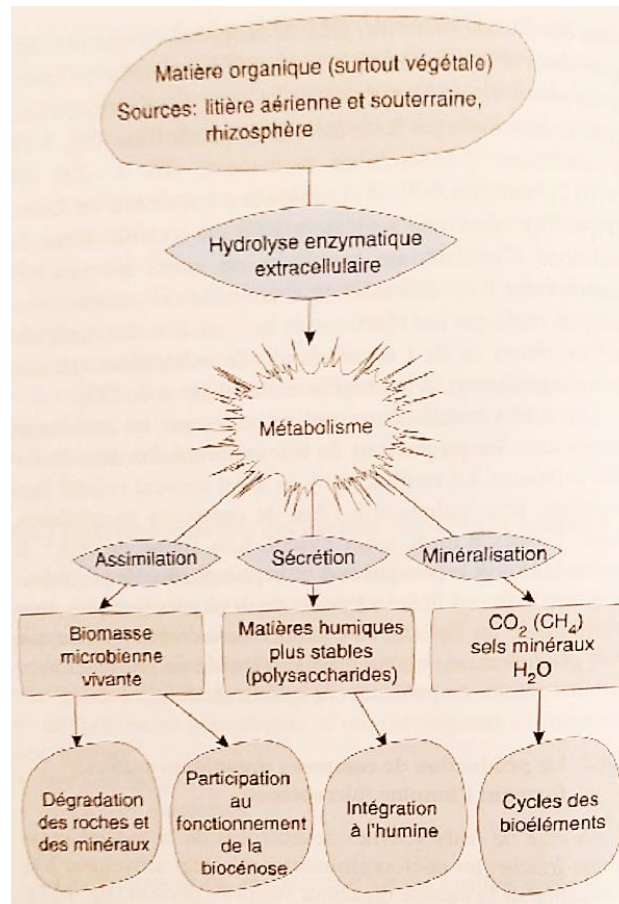 Matière organique (surtout végétale)
Sources: litière aérienne et souterraine,
rhizosphère
Hydrolyse enzymatique
extracellulaire
Métabolisme
Assimilation
Sécrétion
Minéralisation
Biomasse
microbienne
vivante
Matières humiques
plus stables
(polysaccharides)
CO₂ (CH₄)
sels minéraux
H₂O
Dégradation
des roches et
des minéraux
Participation
au
fonctionnement
de la
biocénose.
Intégration
à l'humine
Cycles des
bioéléments